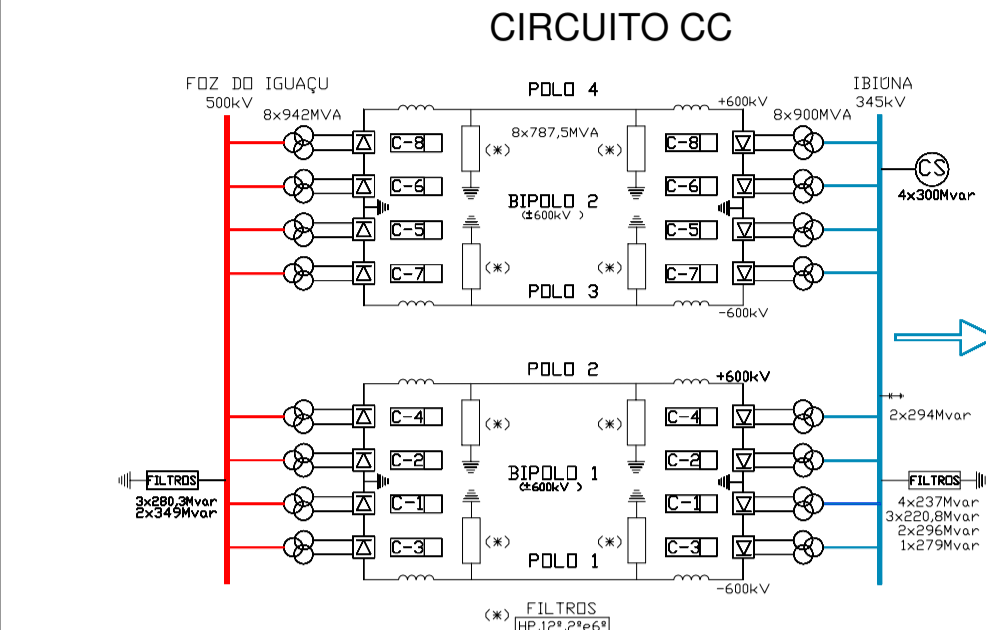 CIRCUITO CC
FOZ DO IGUAÇU
500kV
8x942MVA
POLO 4
+600kV
8x900MVA
IBIÚNA
345kV
C-8
(*)
8x787,5MVA
(*)
C-8
CS
4x300Mvar
C-6
BIPOLO 2
(±600kV )
C-6
C-5
C-5
C-7
(*)
(*)
C-7
POLO 3
-600kV
POLO 2
+600kV
C-4
(*)
(*)
C-4
2x294Mvar
C-2
BIPOLO 1
(±600kV )
C-2
FILTROS
3x280,3Mvar
2x349Mvar
FILTROS
4x237Mvar
3x220,8Mvar
2x296Mvar
1x279Mvar
C-1
C-1
C-3
(*)
(*)
C-3
POLO 1
-600kV
(*) FILTROS
HP,12º,2ºe6º